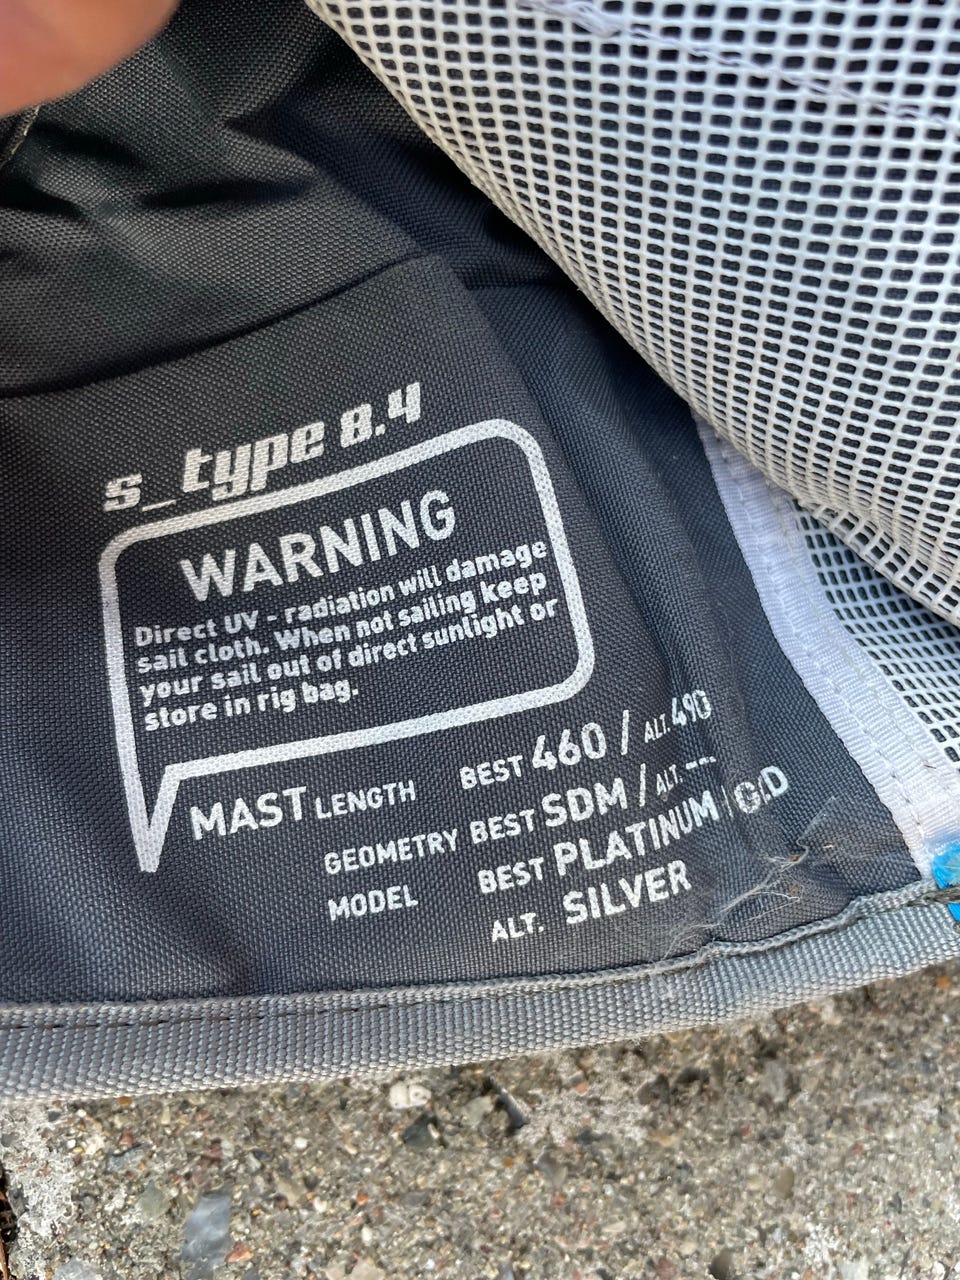 s_type 8.4
WARNING
Direct UV - radiation will damage
sail cloth. When not sailing keep
your sail out of direct sunlight or
store in rig bag.
MAST LENGTH BEST 460 / ALT. 490
GEOMETRY BEST SDM / ALT. ---
MODEL BEST PLATINUM /
ALT. SILVER